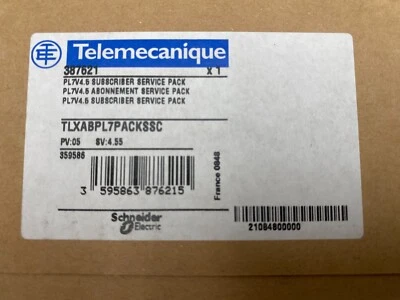 Telemecanique
387621 X 1
PL7V4.5 SUBSCRIBER SERVICE PACK
PL7V4.5 ABONNEMENT SERVICE PACK
PL7V4.5 SUBSCRIBER SERVICE PACK
TLXABPL7PACKSSC
PV:05 SV:4.55
359586
3 595863 876215
France 0848
Schneider
Electric
21084800000